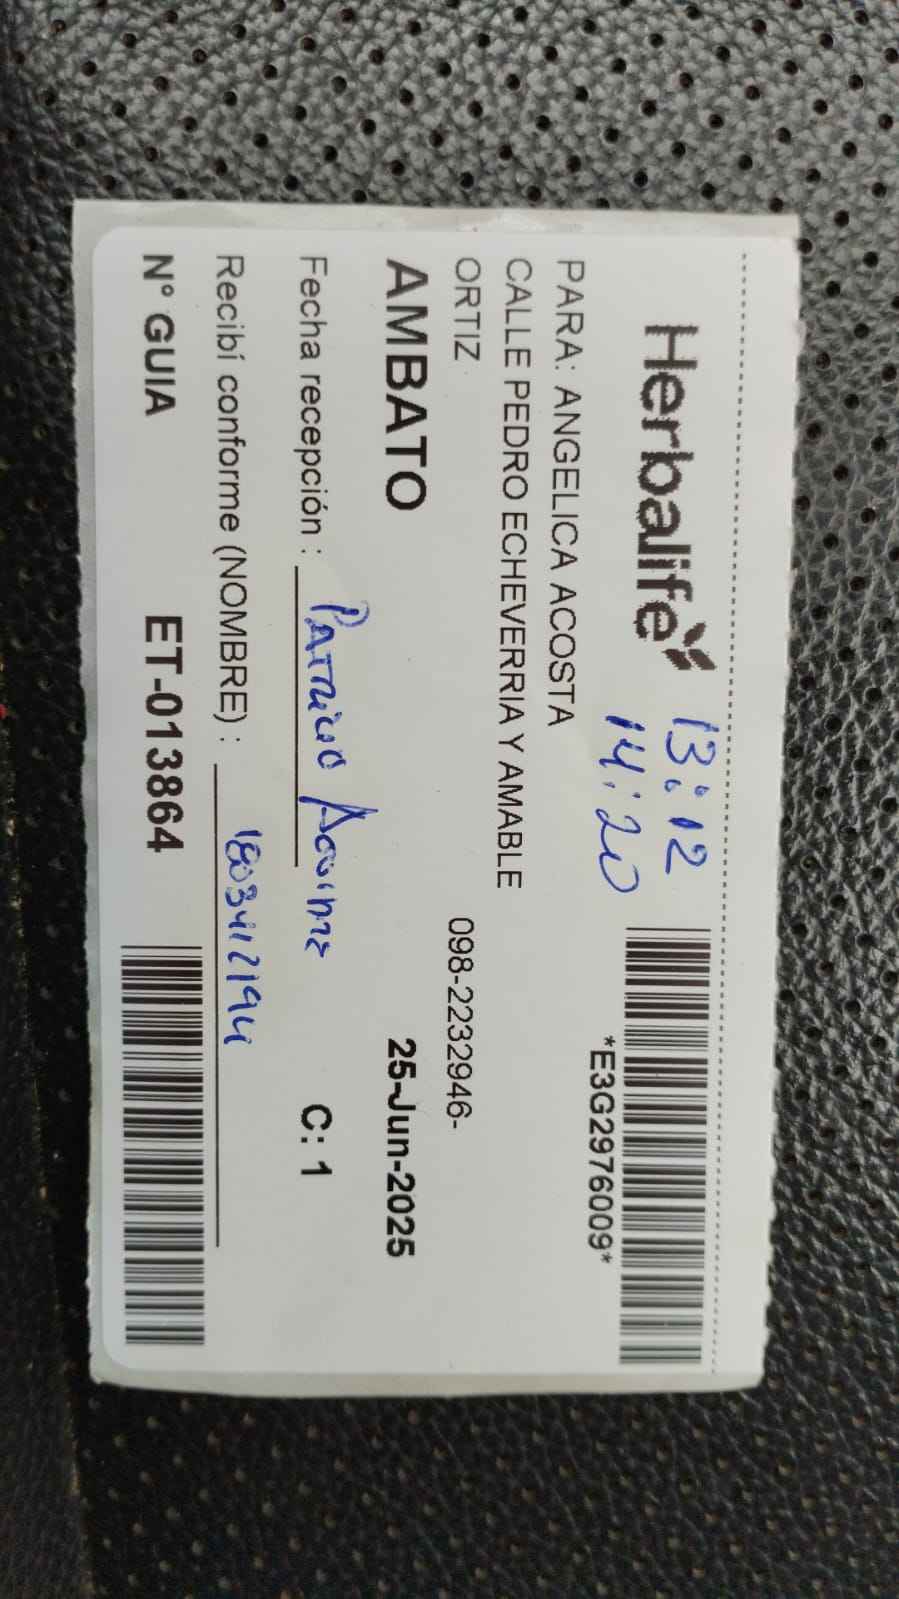 Herbalife
13:12
14:20
*E3G2976009*
PARA: ANGELICA ACOSTA
CALLE PEDRO ECHEVERRIA Y AMABLE
ORTIZ
098-2232946-
AMBATO
25-Jun-2025
Fecha recepción :
Patricio
C: 1
Recibí conforme (NOMBRE) :
N° GUIA
ET-013864